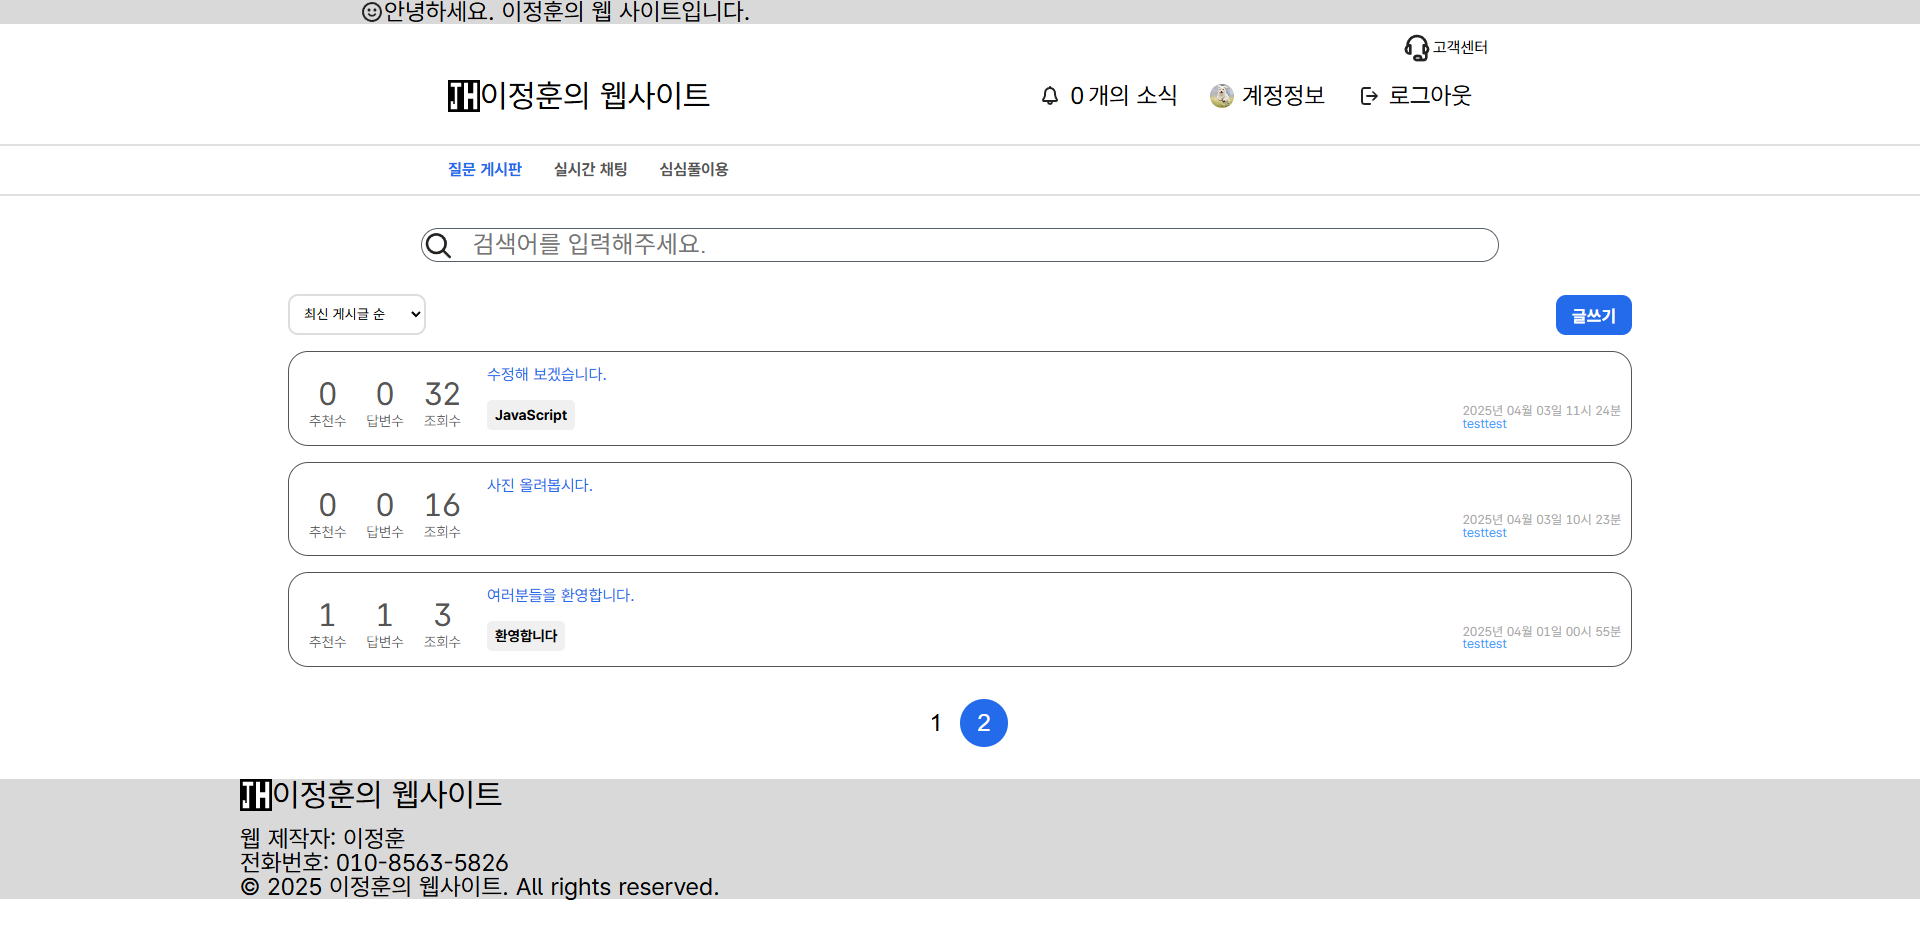 안녕하세요. 이정훈의 웹 사이트입니다.
고객센터
JH이정훈의 웹사이트
0 개의 소식 계정정보 로그아웃
질문 게시판 실시간 채팅 심심풀이용
검색어를 입력해주세요.
최신 게시글 순
글쓰기
수정해 보겠습니다.
0 0 32
추천수 답변수 조회수
JavaScript
2025년 04월 03일 11시 24분
testtest
사진 올려봅시다.
0 0 16
추천수 답변수 조회수
2025년 04월 03일 10시 23분
testtest
여러분들을 환영합니다.
1 1 3
추천수 답변수 조회수
환영합니다
2025년 04월 01일 00시 55분
testtest
1 2
JH이정훈의 웹사이트
웹 제작자: 이정훈
전화번호: 010-8563-5826
© 2025 이정훈의 웹사이트. All rights reserved.